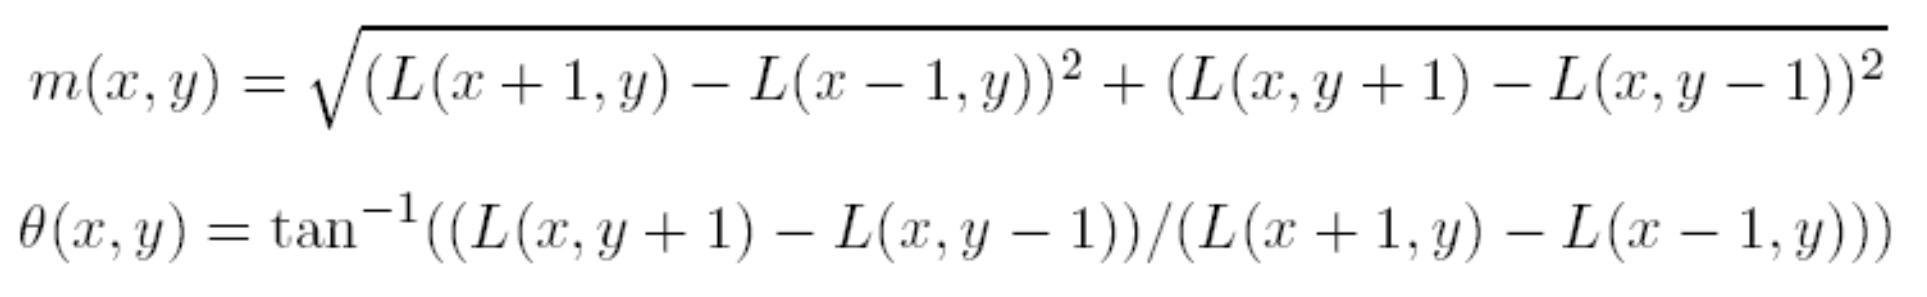 m(x, y) = √(L(x + 1, y) − L(x − 1, y))² + (L(x, y + 1) − L(x, y − 1))²
θ(x, y) = tan⁻¹((L(x, y + 1) − L(x, y − 1))/(L(x + 1, y) − L(x − 1, y)))